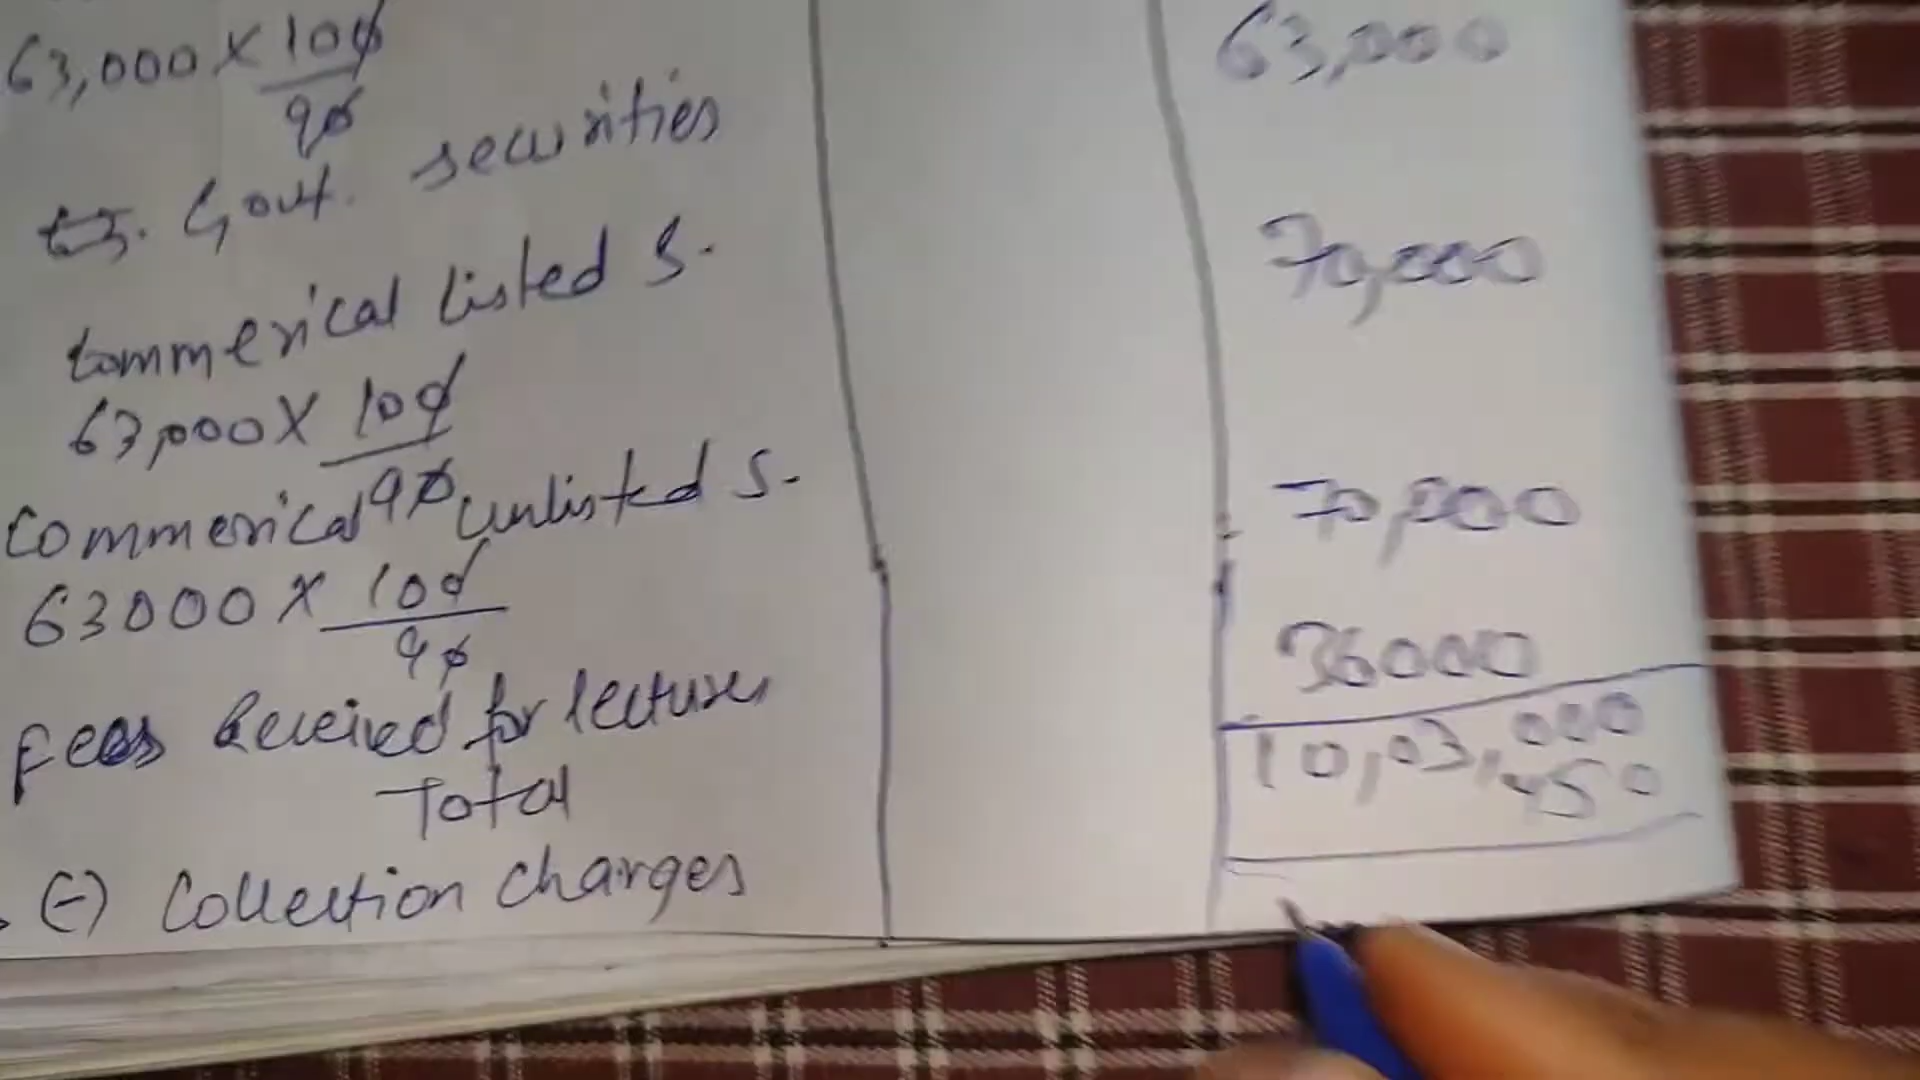 63,000 × 100/90 63,000
Govt. securities
70,000
Commerical listed S.
63,000 × 100/90
Commerical unlisted S. 70,000
63000 × 100/90
36000
Fees Received for lectures
Total 10,03,000
(-) Collection charges 450